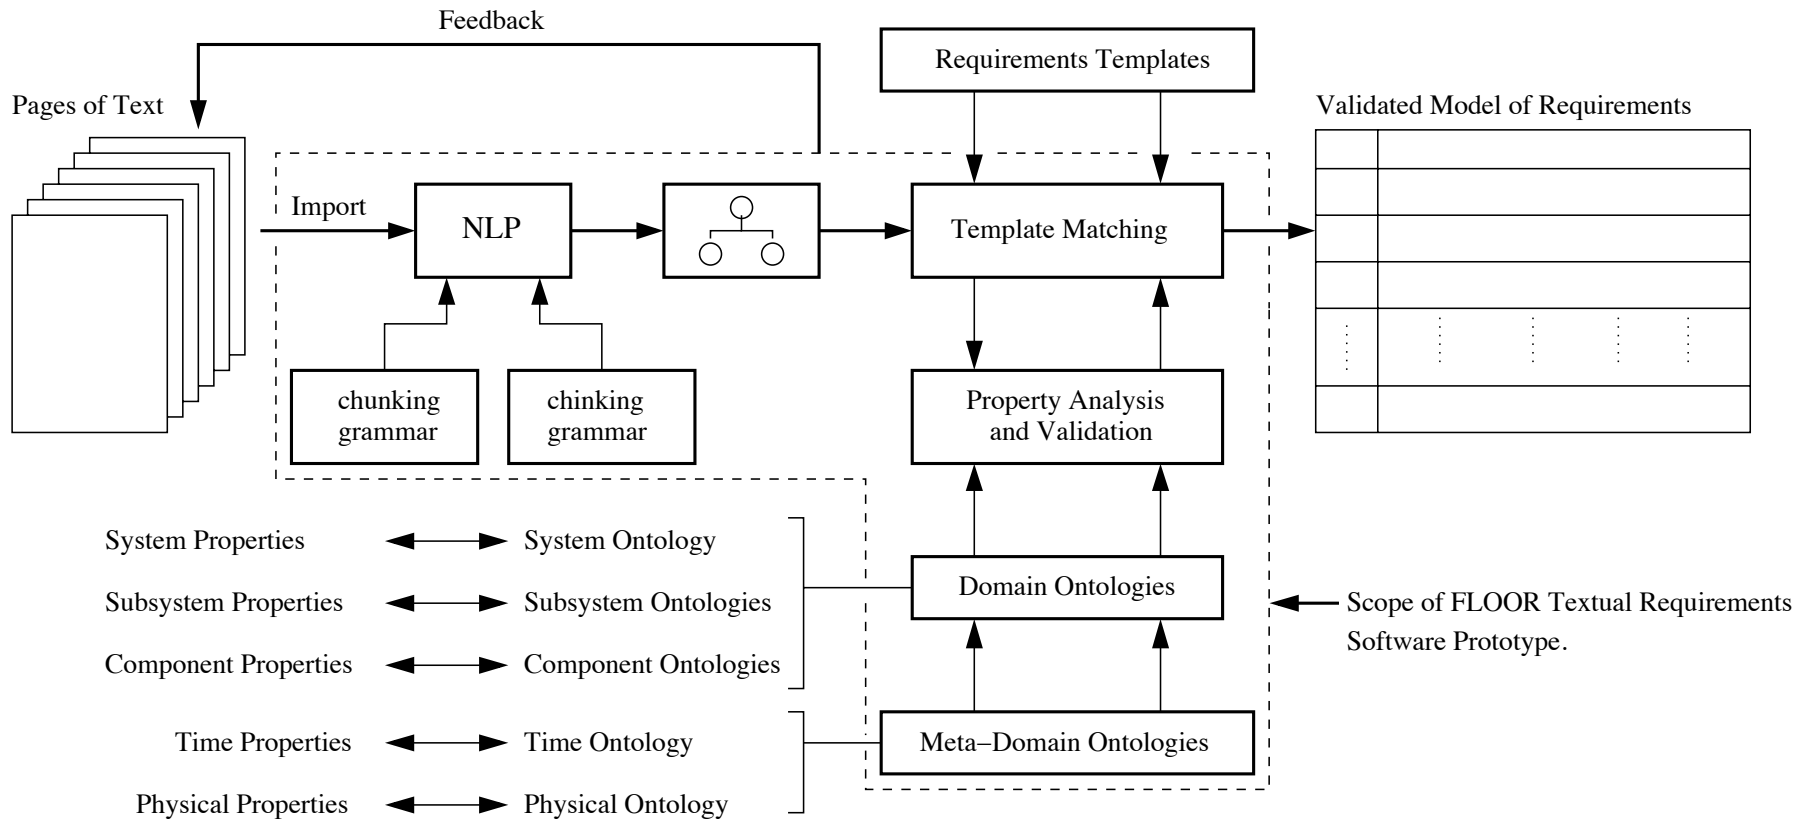 Feedback
Requirements Templates
Pages of Text
Validated Model of Requirements
Import
NLP
Template Matching
chunking
grammar
chinking
grammar
Property Analysis
and Validation
System Properties
System Ontology
Subsystem Properties
Subsystem Ontologies
Component Properties
Component Ontologies
Domain Ontologies
Scope of FLOOR Textual Requirements
Software Prototype.
Time Properties
Time Ontology
Physical Properties
Physical Ontology
Meta−Domain Ontologies